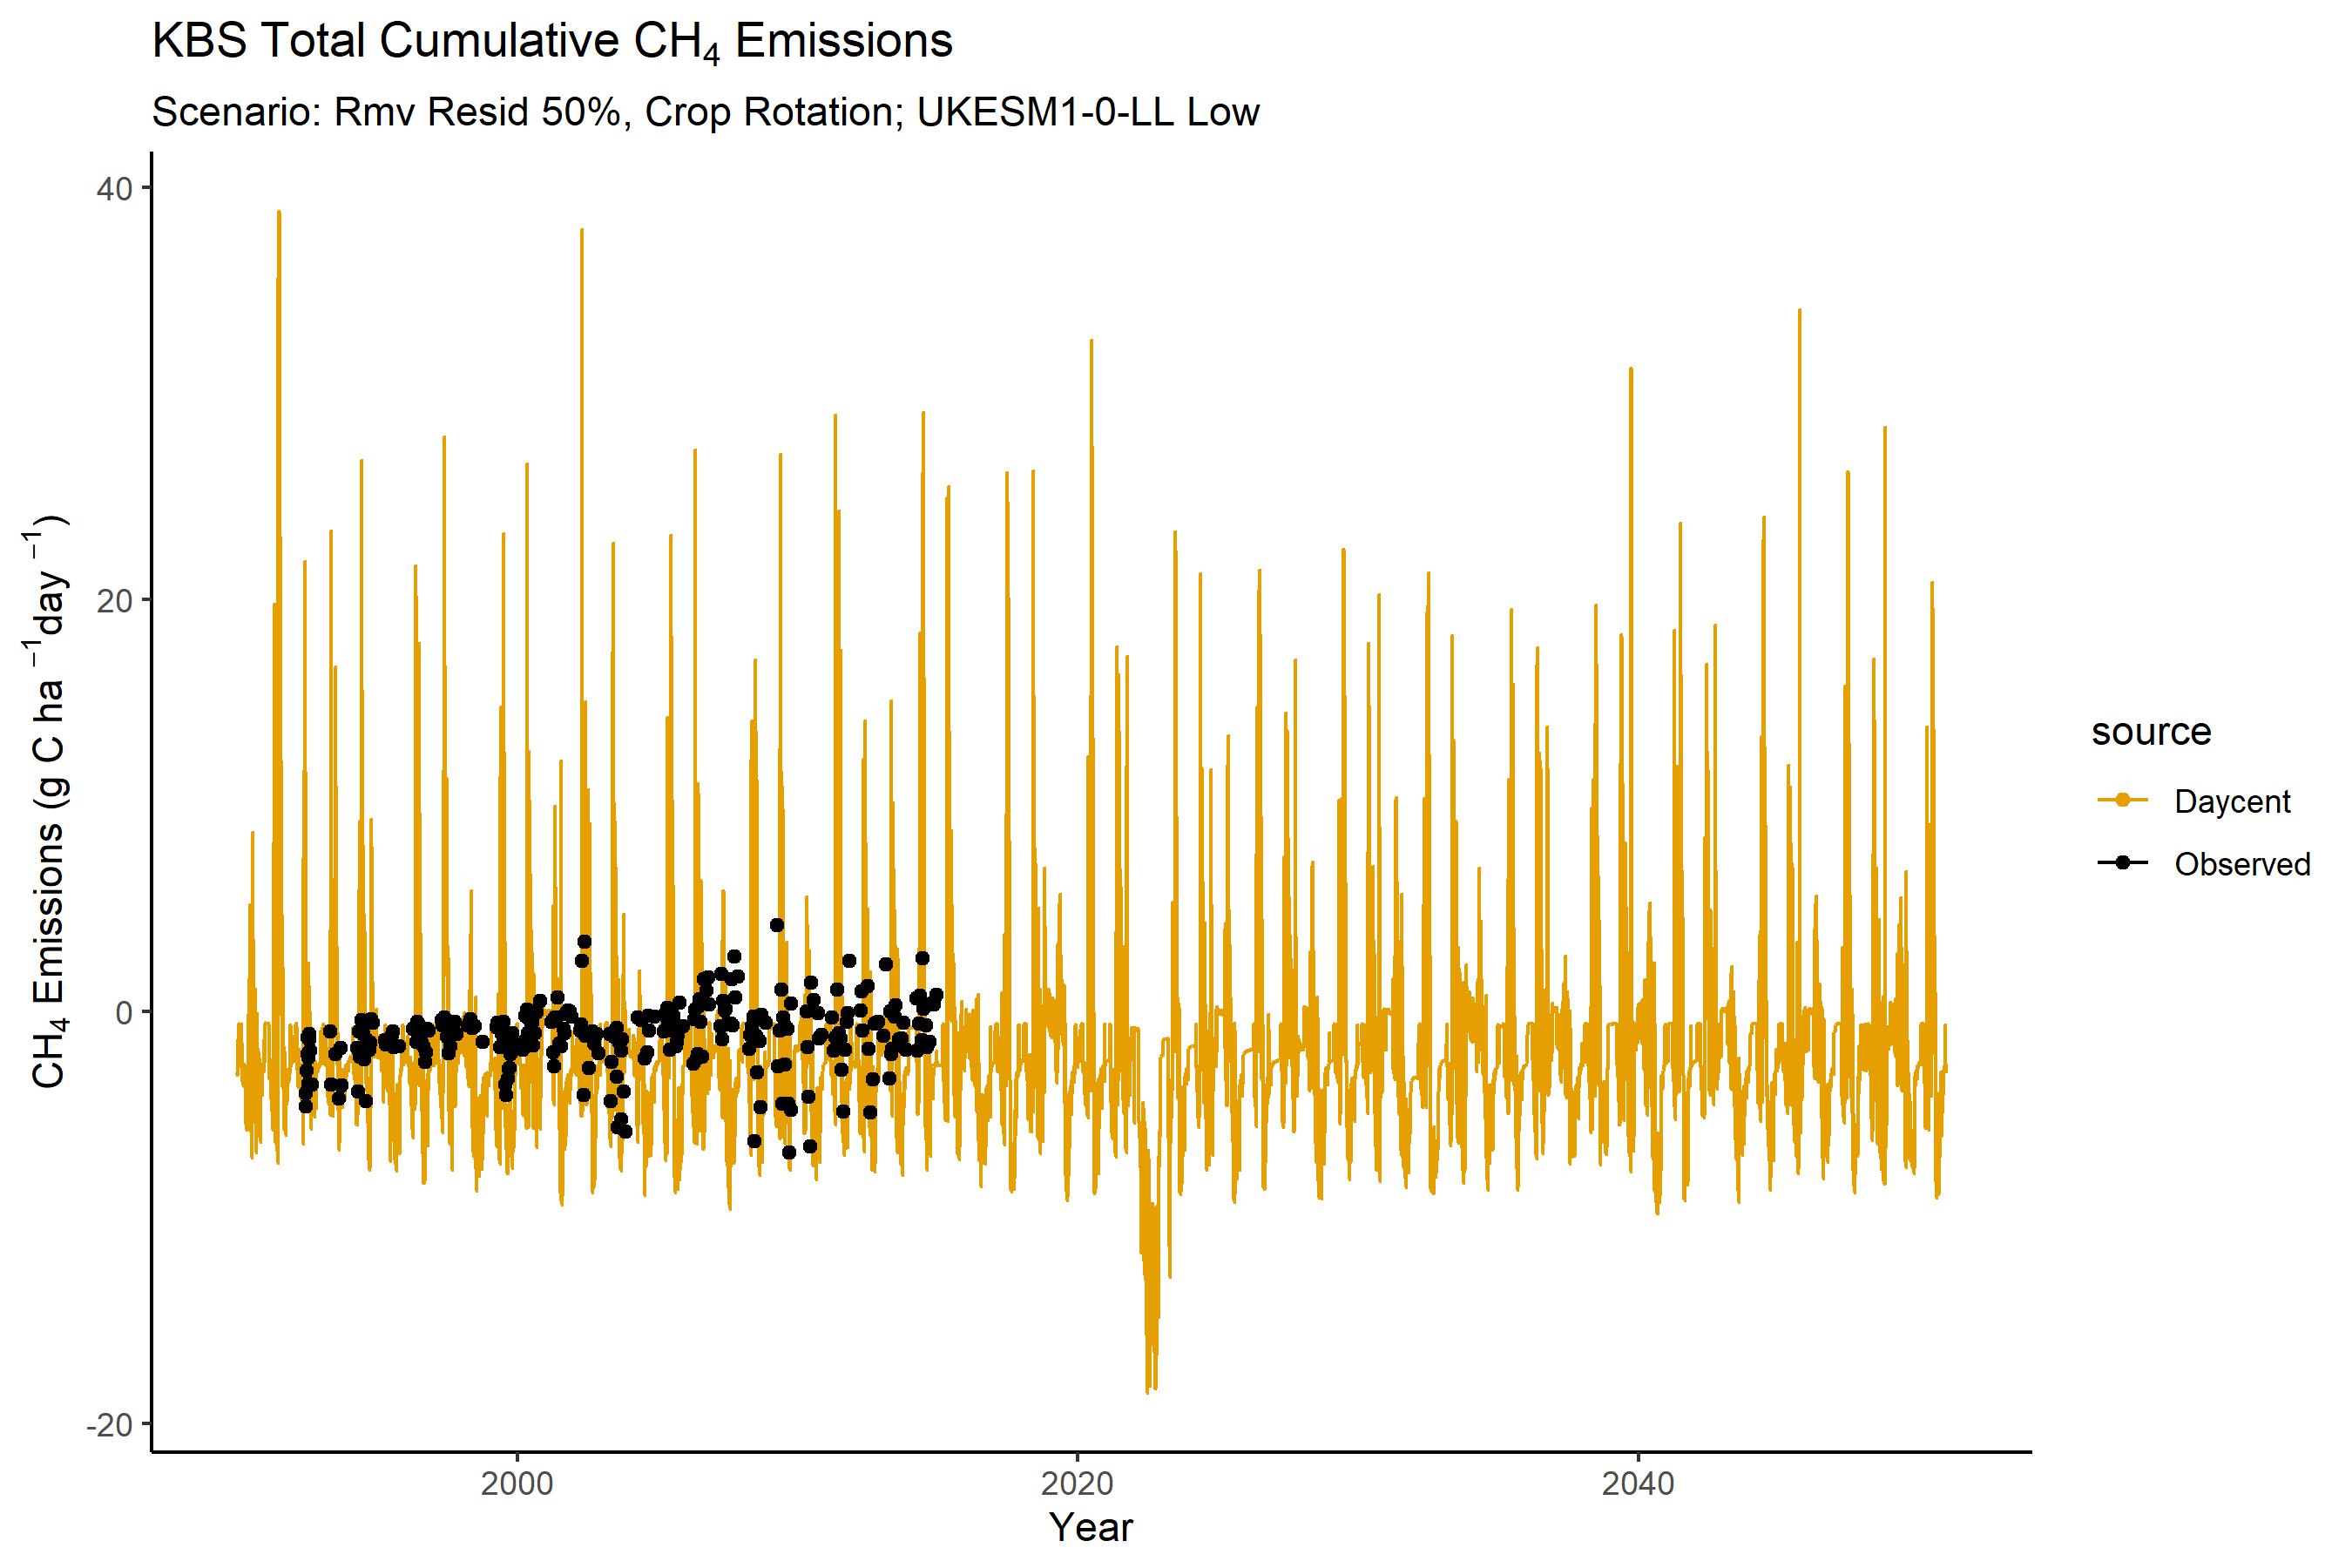 KBS Total Cumulative CH₄ Emissions
Scenario: Rmv Resid 50%, Crop Rotation; UKESM1-0-LL Low
CH₄ Emissions (g C ha ⁻¹day ⁻¹)
40
20
0
-20
2000
2020
2040
Year
source
Daycent
Observed